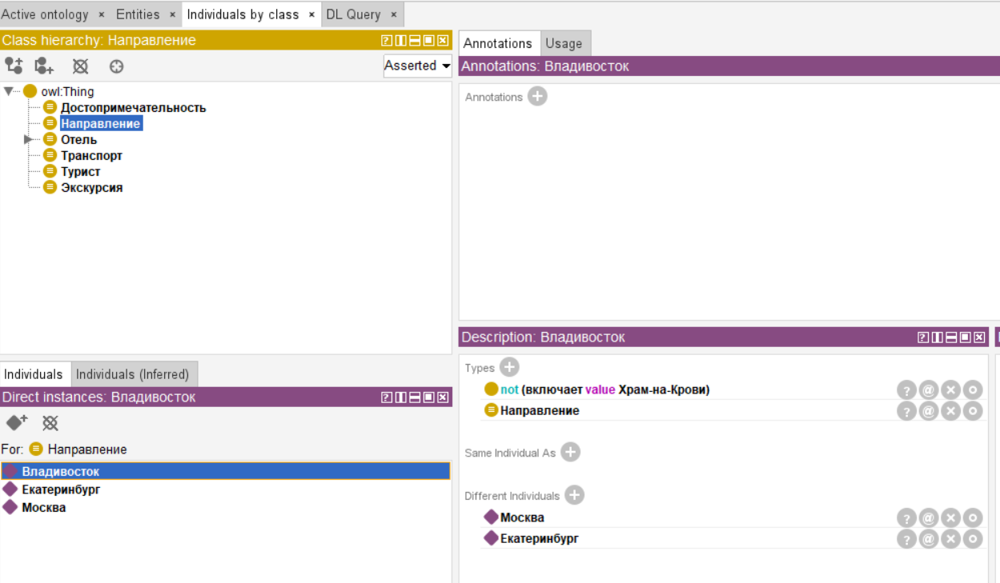 Active ontology × Entities × Individuals by class × DL Query ×
Class hierarchy: Направление
Asserted
owl:Thing
Достопримечательность
Направление
Отель
Транспорт
Турист
Экскурсия
Individuals Individuals (Inferred)
Direct instances: Владивосток
For: Направление
Владивосток
Екатеринбург
Москва
Annotations Usage
Annotations: Владивосток
Annotations
Description: Владивосток
Types
not (включает value Храм-на-Крови)
Направление
Same Individual As
Different Individuals
Москва
Екатеринбург